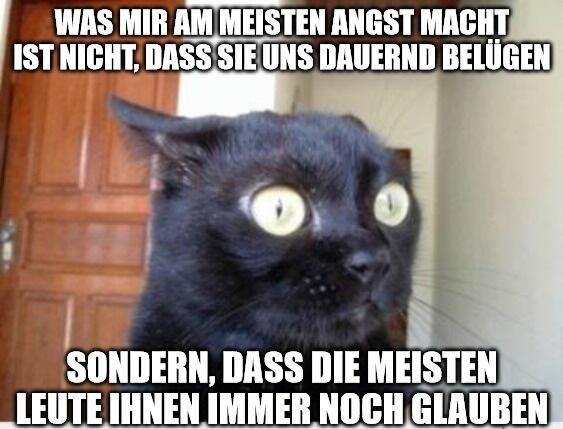 WAS MIR AM MEISTEN ANGST MACHT
IST NICHT, DASS SIE UNS DAUERND BELÜGEN
SONDERN, DASS DIE MEISTEN
LEUTE IHNEN IMMER NOCH GLAUBEN